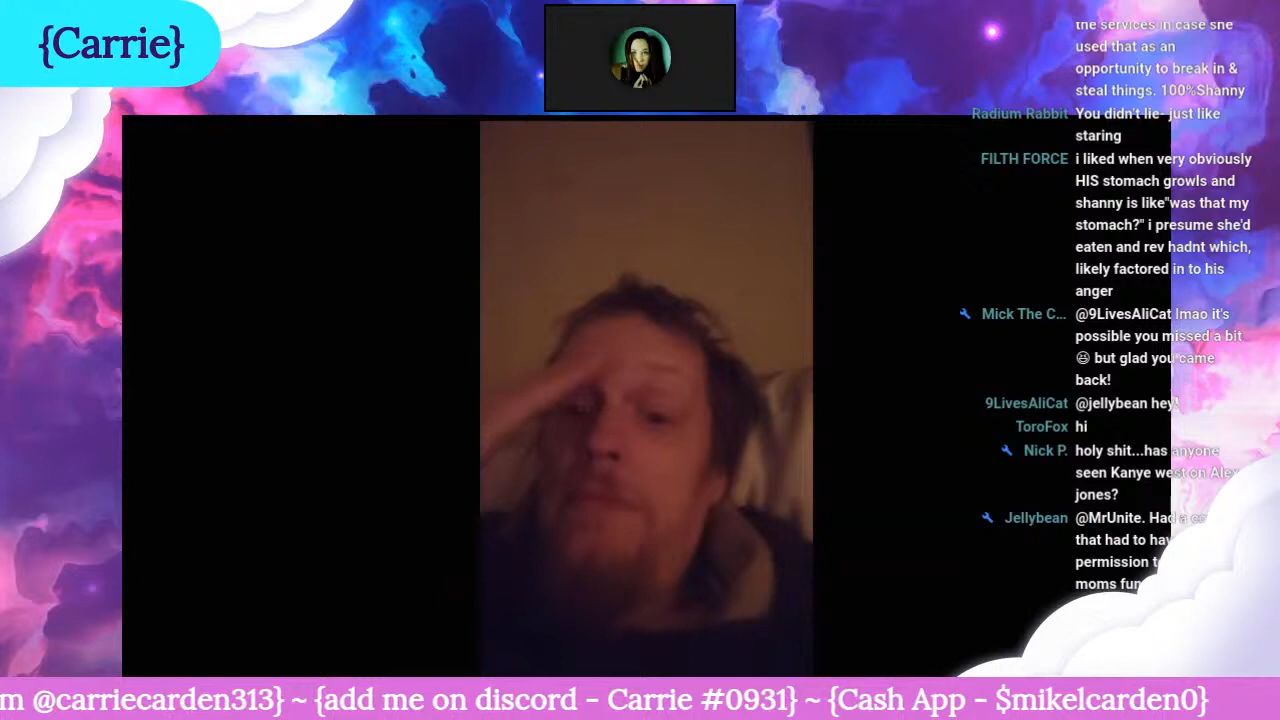 {Carrie}
the services in case she
used that as an
opportunity to break in &
steal things. 100%Shanny
Radium Rabbit You didn't lie- just like
staring
FILTH FORCE i liked when very obviously
HIS stomach growls and
shanny is like"was that my
stomach?" i presume she'd
eaten and rev hadnt which,
likely factored in to his
anger
Mick The C... @9LivesAliCat lmao it's
possible you missed a bit
😆 but glad you came
back!
9LivesAliCat @jellybean hey!
ToroFox hi
Nick P. holy shit...has anyone
seen Kanye west on Alex
jones?
Jellybean @MrUnite. Had a
that had to
permission
moms
m @carriecarden313} ~ {add me on discord - Carrie #0931} ~ {Cash App - $mikelcarden0}